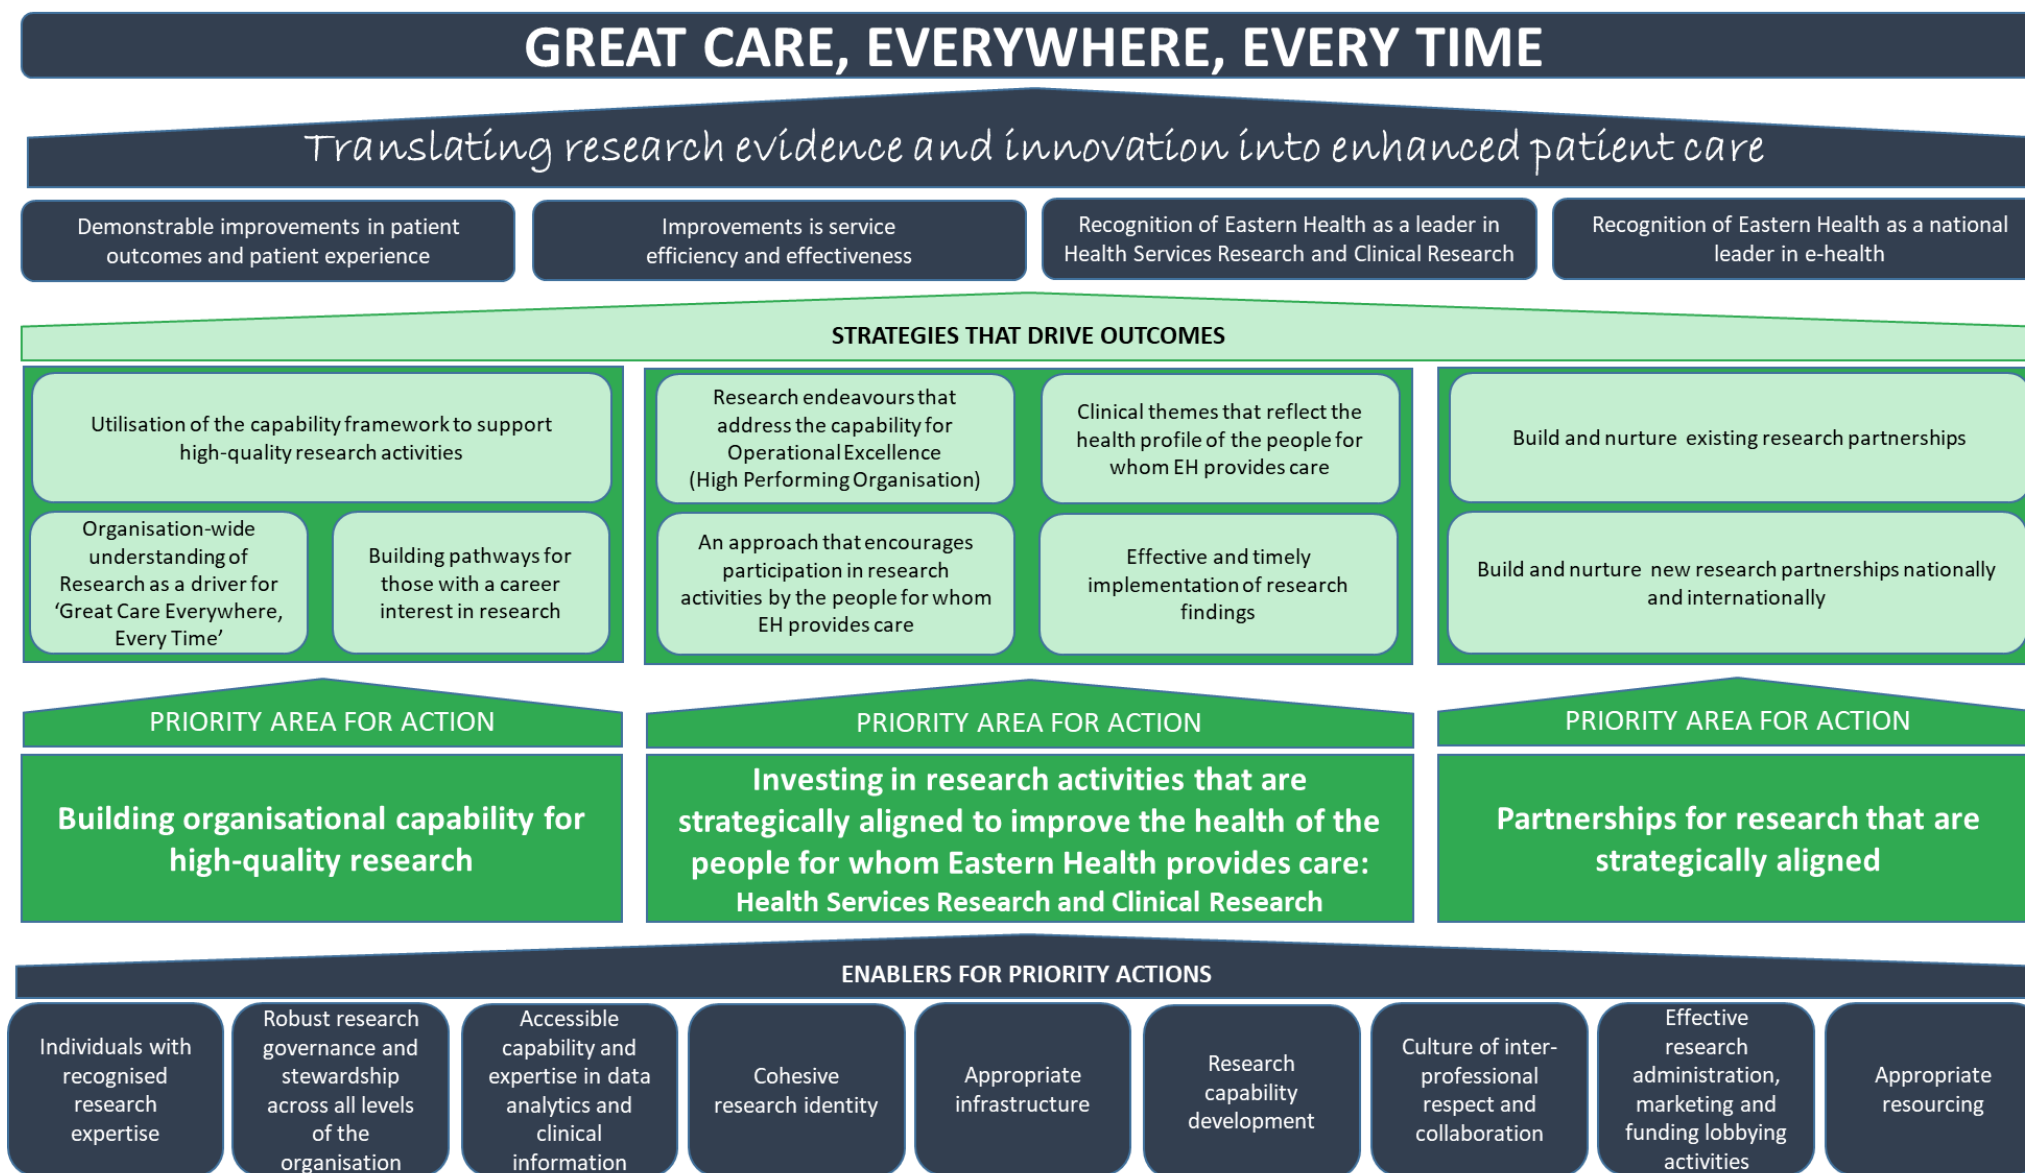 GREAT CARE, EVERYWHERE, EVERY TIME
Translating research evidence and innovation into enhanced patient care
Demonstrable improvements in patient
outcomes and patient experience
Improvements is service
efficiency and effectiveness
Recognition of Eastern Health as a leader in
Health Services Research and Clinical Research
Recognition of Eastern Health as a national
leader in e-health
STRATEGIES THAT DRIVE OUTCOMES
Utilisation of the capability framework to support
high-quality research activities
Organisation-wide
understanding of
Research as a driver for
‘Great Care Everywhere,
Every Time’
Building pathways for
those with a career
interest in research
Research endeavours that
address the capability for
Operational Excellence
(High Performing Organisation)
Clinical themes that reflect the
health profile of the people for
whom EH provides care
An approach that encourages
participation in research
activities by the people for whom
EH provides care
Effective and timely
implementation of research
findings
Build and nurture existing research partnerships
Build and nurture new research partnerships nationally
and internationally
PRIORITY AREA FOR ACTION
Building organisational capability for
high-quality research
PRIORITY AREA FOR ACTION
Investing in research activities that are
strategically aligned to improve the health of the
people for whom Eastern Health provides care:
Health Services Research and Clinical Research
PRIORITY AREA FOR ACTION
Partnerships for research that are
strategically aligned
ENABLERS FOR PRIORITY ACTIONS
Individuals with
recognised
research
expertise
Robust research
governance and
stewardship
across all levels
of the
organisation
Accessible
capability and
expertise in data
analytics and
clinical
information
Cohesive
research identity
Appropriate
infrastructure
Research
capability
development
Culture of inter-
professional
respect and
collaboration
Effective
research
administration,
marketing and
funding lobbying
activities
Appropriate
resourcing